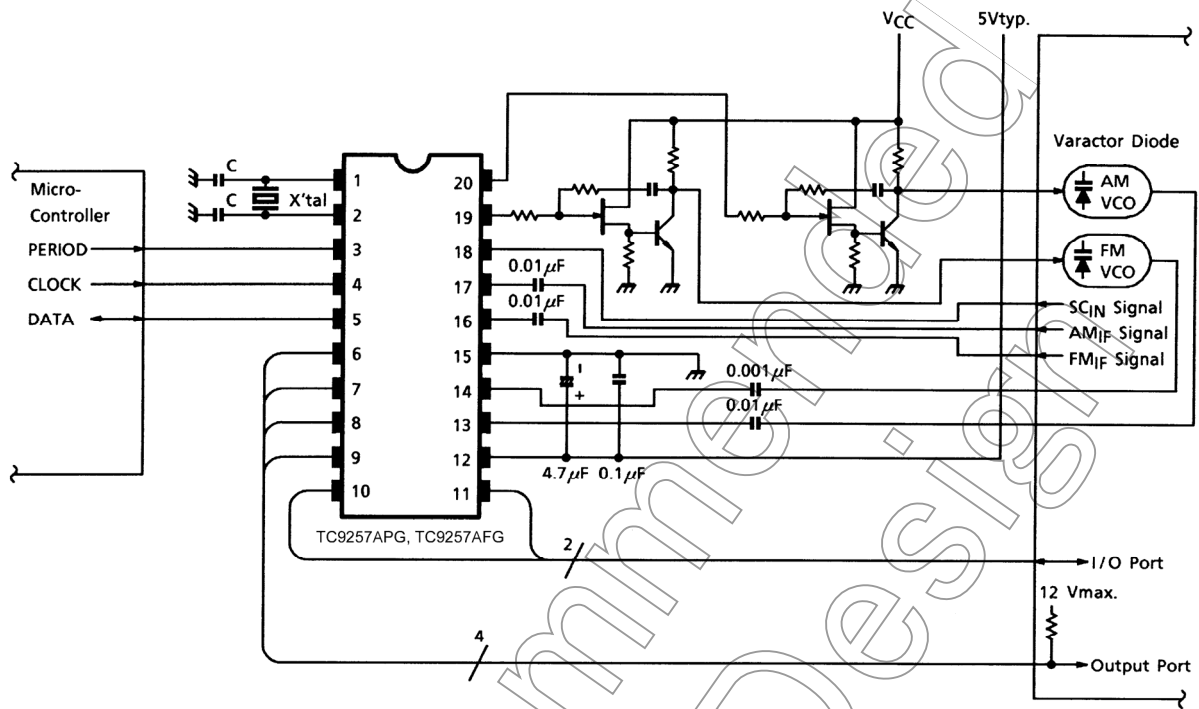 VCC
5Vtyp.
Varactor Diode
Micro-
Controller
PERIOD
CLOCK
DATA
C
C
X'tal
1
2
3
4
5
6
7
8
9
10
20
19
18
17
16
15
14
13
12
11
TC9257APG, TC9257AFG
0.01μF
0.01μF
-
+
4.7μF
0.1μF
0.001μF
0.01μF
AM
VCO
FM
VCO
SCIN Signal
AMIF Signal
FMIF Signal
2
I/O Port
12 Vmax.
4
Output Port
mmended
Design